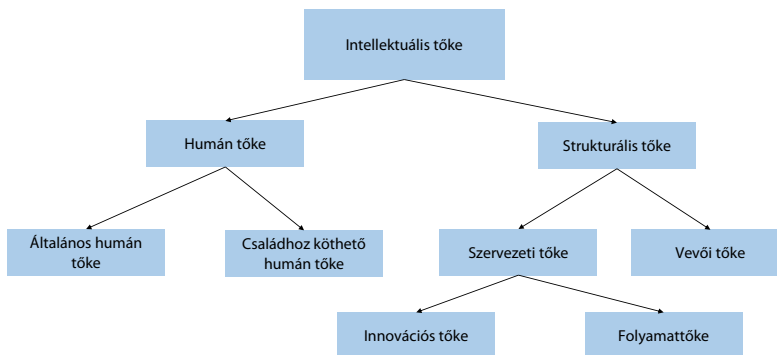 Intellektuális tőke
Humán tőke
Strukturális tőke
Általános humán
tőke
Családhoz köthető
humán tőke
Szervezeti tőke
Vevői tőke
Innovációs tőke
Folyamattőke